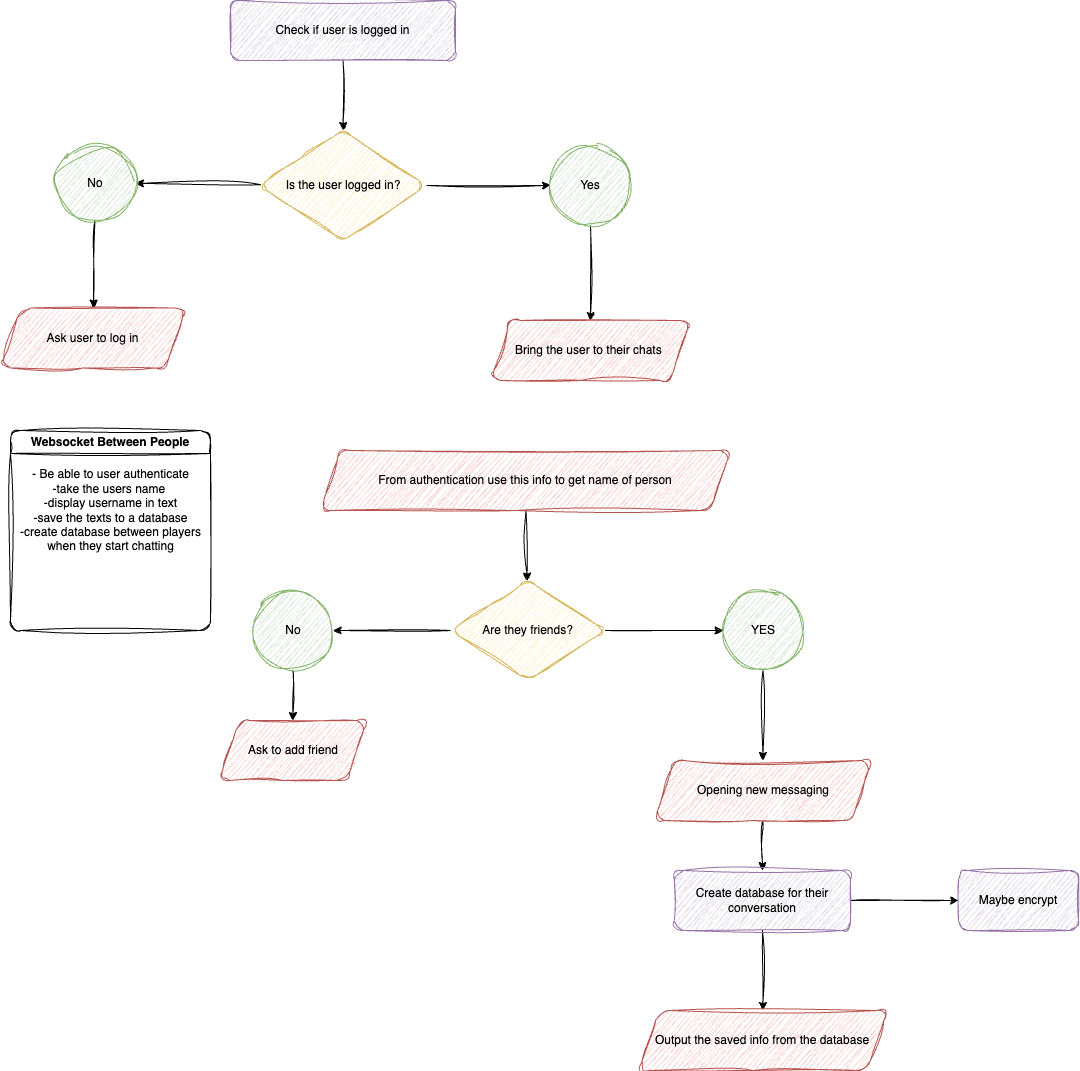 Check if user is logged in
No
Is the user logged in?
Yes
Ask user to log in
Bring the user to their chats
Websocket Between People
- Be able to user authenticate
-take the users name
-display username in text
-save the texts to a database
-create database between players
when they start chatting
From authentication use this info to get name of person
No
Are they friends?
YES
Ask to add friend
Opening new messaging
Create database for their
conversation
Maybe encrypt
Output the saved info from the database